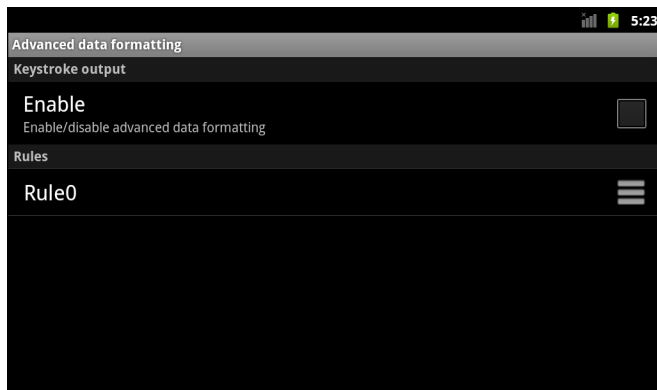 5:23
Advanced data formatting
Keystroke output
Enable
Enable/disable advanced data formatting
Rules
Rule0